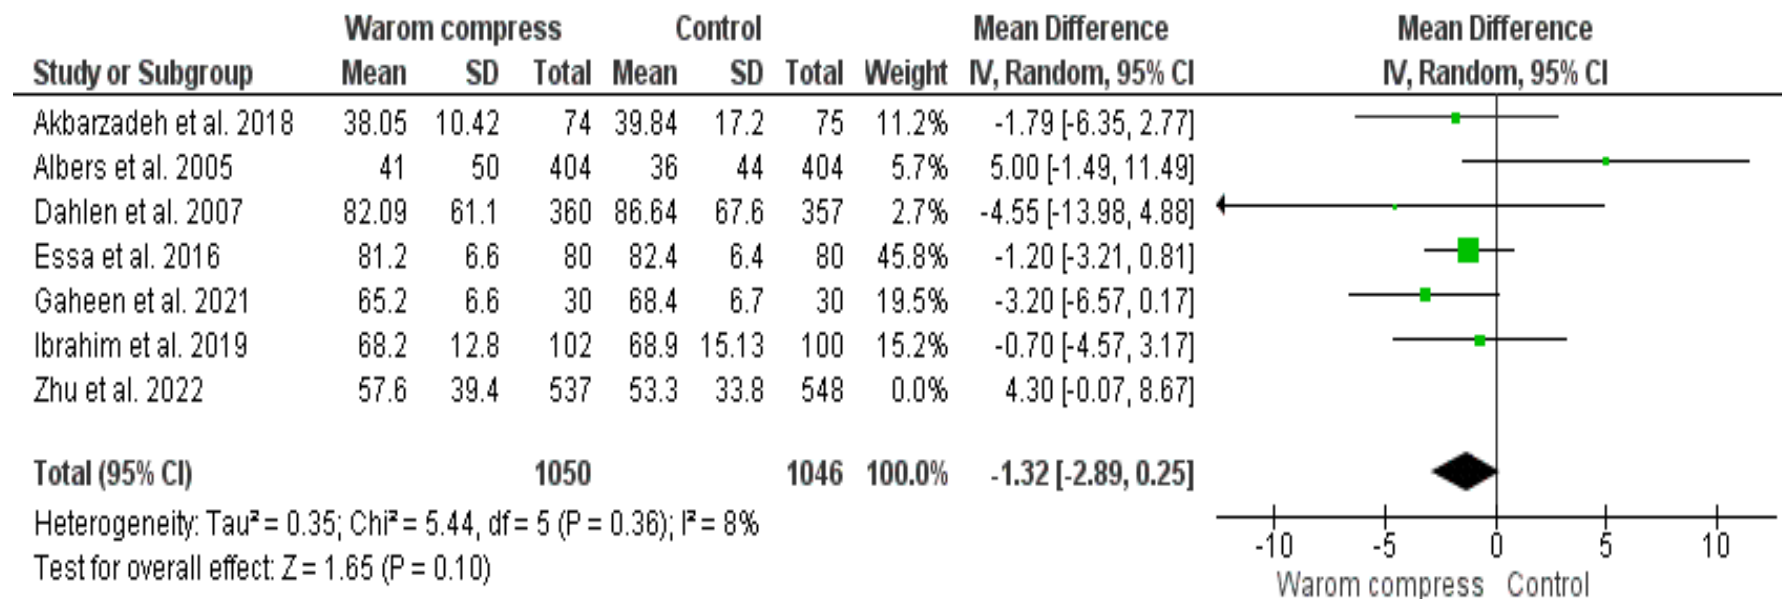 Warom compress Control Mean Difference Mean Difference
Study or Subgroup Mean SD Total Mean SD Total Weight IV, Random, 95% CI IV, Random, 95% CI
Akbarzadeh et al. 2018 38.05 10.42 74 39.84 17.2 75 11.2% -1.79 [-6.35, 2.77]
Albers et al. 2005 41 50 404 36 44 404 5.7% 5.00 [-1.49, 11.49]
Dahlen et al. 2007 82.09 61.1 360 86.64 67.6 357 2.7% -4.55 [-13.98, 4.88]
Essa et al. 2016 81.2 6.6 80 82.4 6.4 80 45.8% -1.20 [-3.21, 0.81]
Gaheen et al. 2021 65.2 6.6 30 68.4 6.7 30 19.5% -3.20 [-6.57, 0.17]
Ibrahim et al. 2019 68.2 12.8 102 68.9 15.13 100 15.2% -0.70 [-4.57, 3.17]
Zhu et al. 2022 57.6 39.4 537 53.3 33.8 548 0.0% 4.30 [-0.07, 8.67]
Total (95% CI) 1050 1046 100.0% -1.32 [-2.89, 0.25]
Heterogeneity: Tau² = 0.35; Chi² = 5.44, df = 5 (P = 0.36); I² = 8%
Test for overall effect: Z = 1.65 (P = 0.10)
-10 -5 0 5 10
Warom compress Control